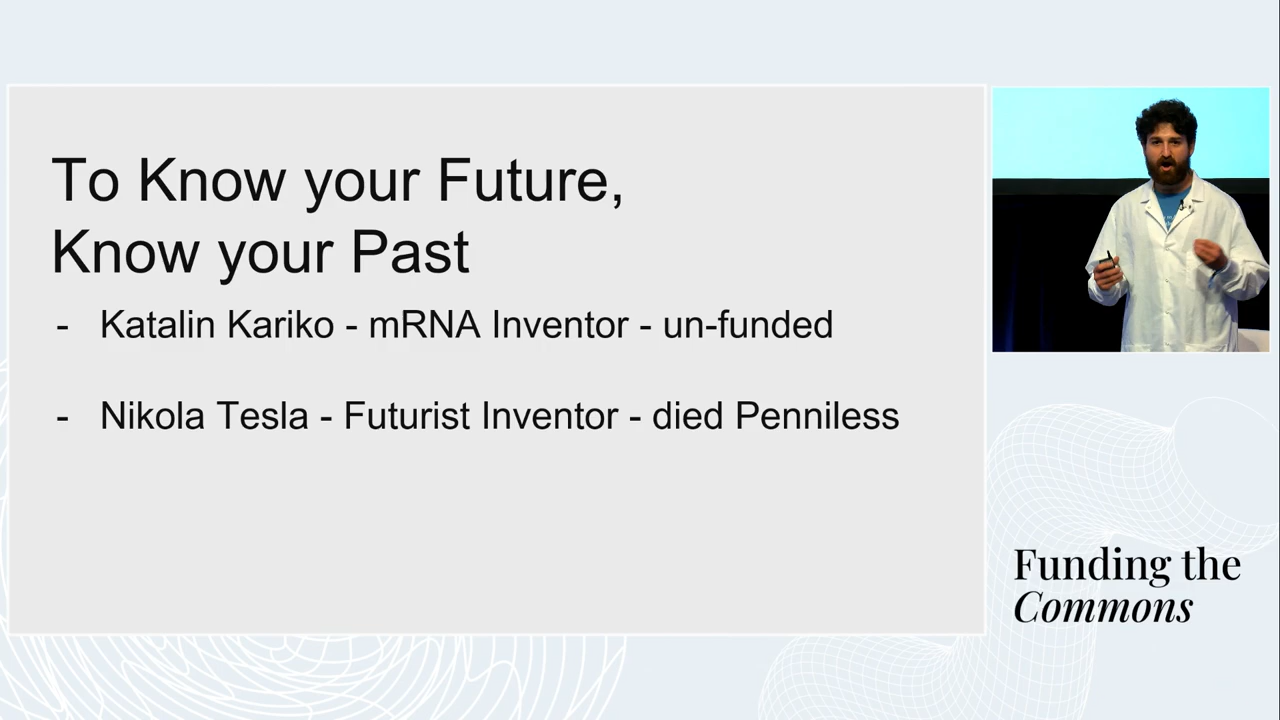 To Know your Future,
Know your Past
- Katalin Kariko - mRNA Inventor - un-funded
- Nikola Tesla - Futurist Inventor - died Penniless
Funding the
Commons